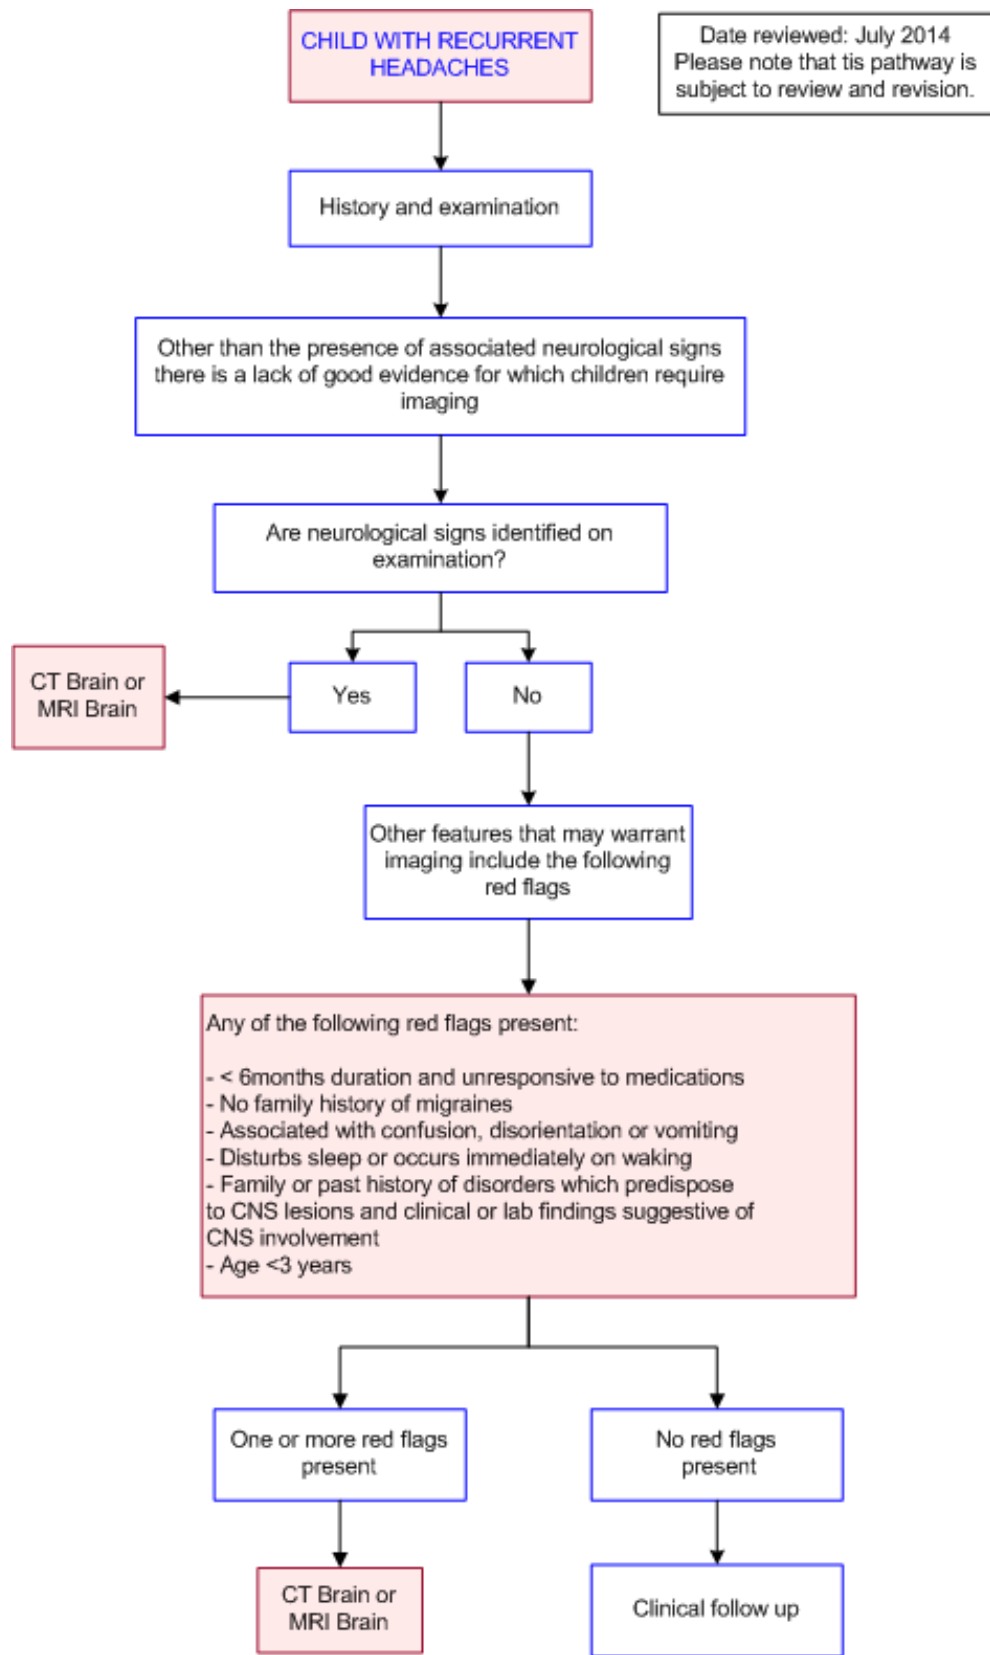 CHILD WITH RECURRENT
HEADACHES
Date reviewed: July 2014
Please note that tis pathway is
subject to review and revision.
History and examination
Other than the presence of associated neurological signs
there is a lack of good evidence for which children require
imaging
Are neurological signs identified on
examination?
CT Brain or
MRI Brain
Yes
No
Other features that may warrant
imaging include the following
red flags
Any of the following red flags present:
- < 6months duration and unresponsive to medications
- No family history of migraines
- Associated with confusion, disorientation or vomiting
- Disturbs sleep or occurs immediately on waking
- Family or past history of disorders which predispose
to CNS lesions and clinical or lab findings suggestive of
CNS involvement
- Age <3 years
One or more red flags
present
No red flags
present
CT Brain or
MRI Brain
Clinical follow up